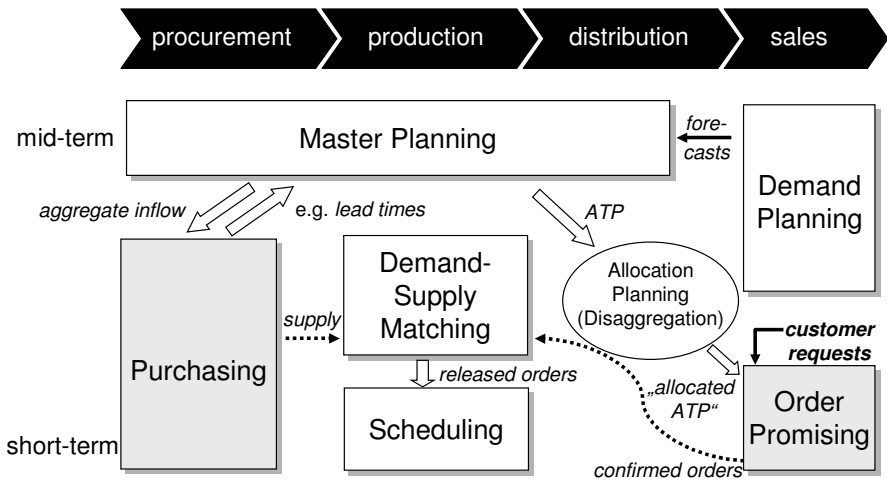 procurement
production
distribution
sales
mid-term
Master Planning
fore-
casts
Demand
Planning
aggregate inflow
e.g. lead times
ATP
Demand-
Supply
Matching
Allocation
Planning
(Disaggregation)
supply
customer
requests
Purchasing
released orders
„allocated
ATP“
Scheduling
Order
Promising
short-term
confirmed orders